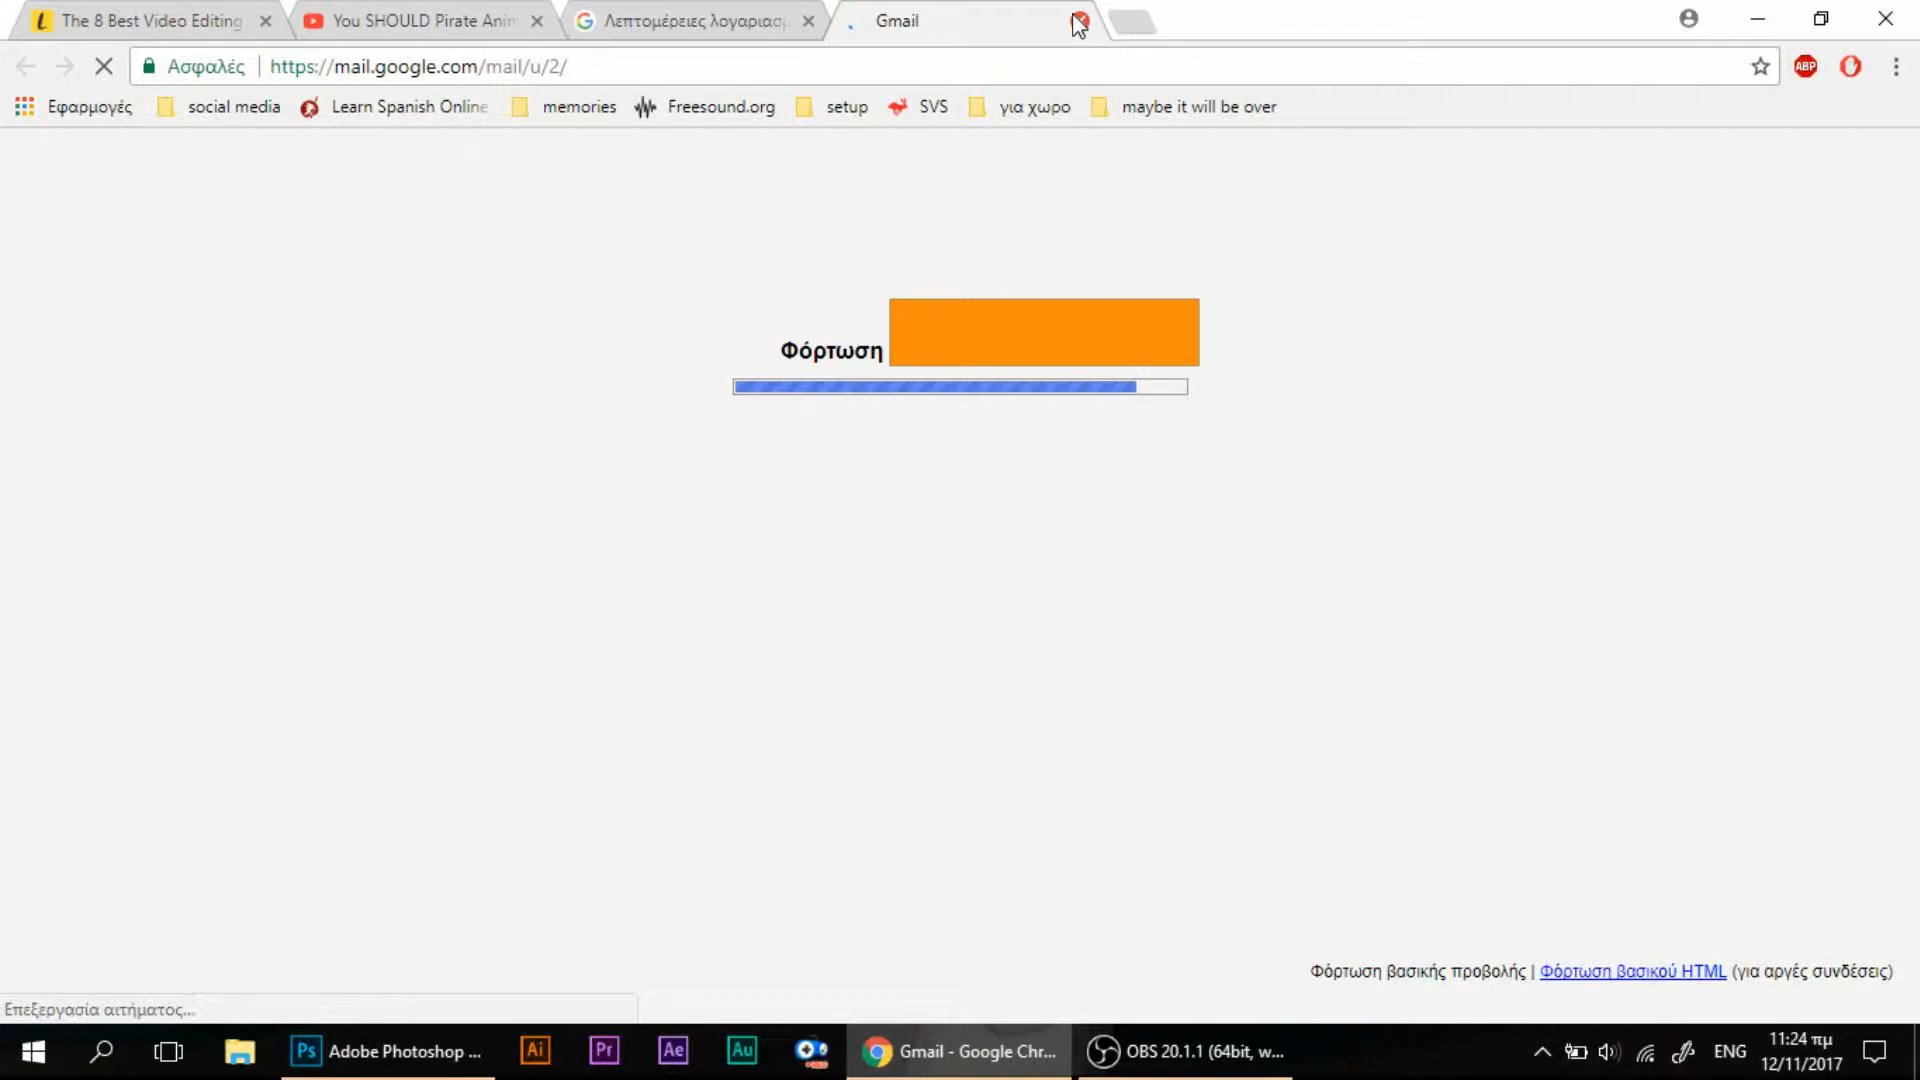 The 8 Best Video Editing
You SHOULD Pirate Anim
Λεπτομέρειες λογαριασμ
Gmail
Ασφαλές
https://mail.google.com/mail/u/2/
ABP
Εφαρμογές
social media
Learn Spanish Online
memories
Freesound.org
setup
SVS
για χωρο
maybe it will be over
Φόρτωση
Φόρτωση βασικής προβολής | Φόρτωση βασικού HTML (για αργές συνδέσεις)
Επεξεργασία αιτήματος...
Ps Adobe Photoshop ...
Ai
Pr
Ae
Au
Gmail - Google Chr...
OBS 20.1.1 (64bit, w...
ENG
11:24 πμ
12/11/2017